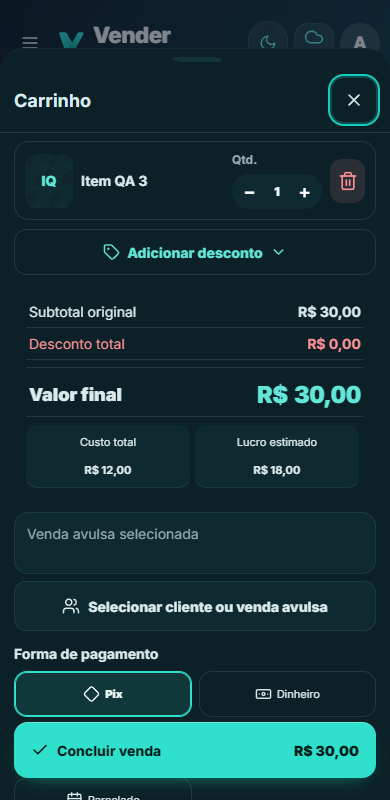 Vender
A
Carrinho
IQ
Item QA 3
Qtd.
− 1 +
Adicionar desconto
Subtotal original R$ 30,00
Desconto total R$ 0,00
Valor final R$ 30,00
Custo total Lucro estimado
R$ 12,00 R$ 18,00
Venda avulsa selecionada
Selecionar cliente ou venda avulsa
Forma de pagamento
Pix Dinheiro
Concluir venda R$ 30,00
Parcelado